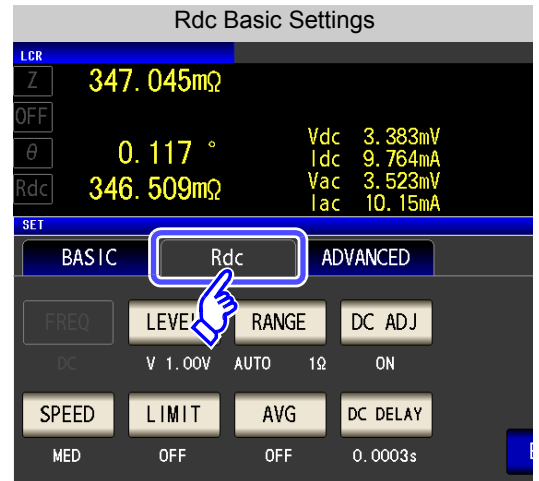 Rdc Basic Settings
LCR
Z 347.045mΩ
OFF
θ 0.117 °
Rdc 346.509mΩ
Vdc 3.383mV
Idc 9.764mA
Vac 3.523mV
Iac 10.15mA
SET
BASIC Rdc ADVANCED
FREQ LEVEL RANGE DC ADJ
DC V 1.00V AUTO 1Ω ON
SPEED LIMIT AVG DC DELAY
MED OFF OFF 0.0003s